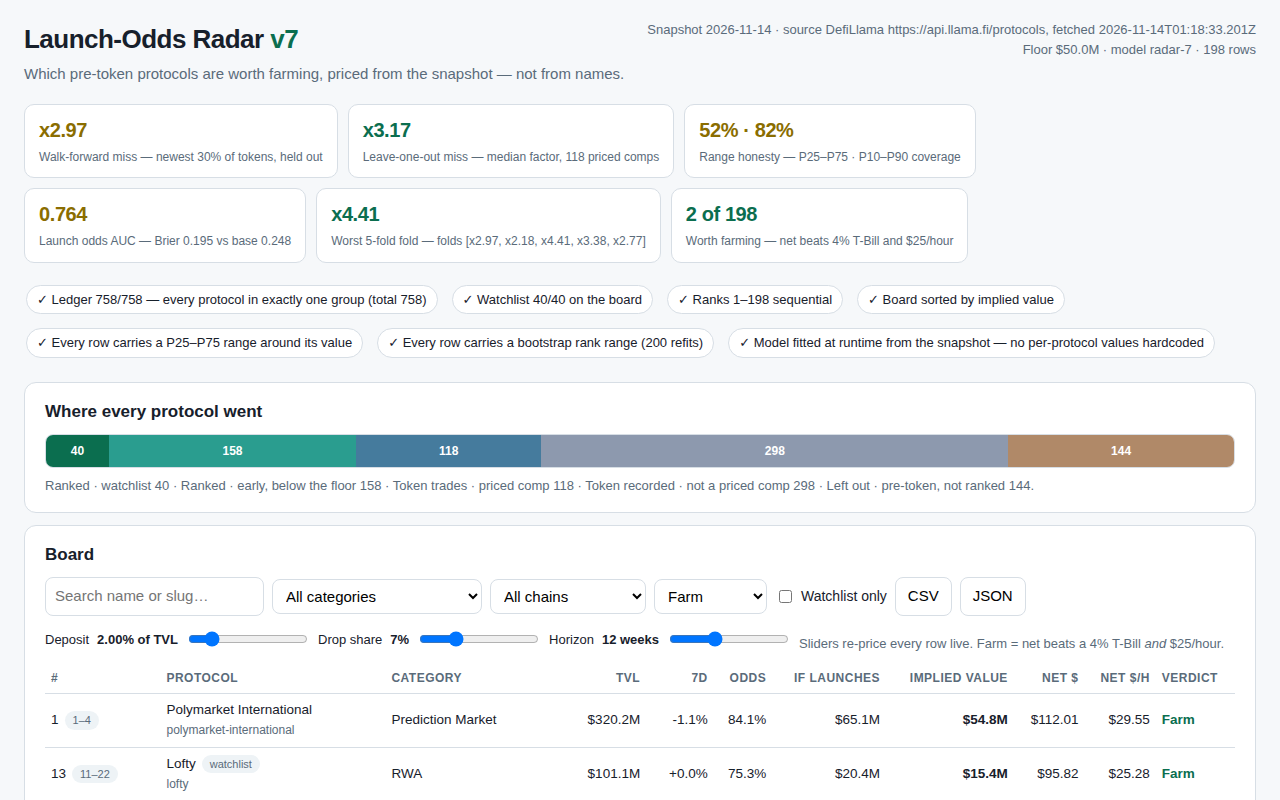 Launch-Odds Radar v7
Snapshot 2026-11-14 · source DefiLlama https://api.llama.fi/protocols, fetched 2026-11-14T01:18:33.201Z
Floor $50.0M · model radar-7 · 198 rows
Which pre-token protocols are worth farming, priced from the snapshot — not from names.
x2.97
Walk-forward miss — newest 30% of tokens, held out
x3.17
Leave-one-out miss — median factor, 118 priced comps
52% · 82%
Range honesty — P25–P75 · P10–P90 coverage
0.764
Launch odds AUC — Brier 0.195 vs base 0.248
x4.41
Worst 5-fold fold — folds [x2.97, x2.18, x4.41, x3.38, x2.77]
2 of 198
Worth farming — net beats 4% T-Bill and $25/hour
✓ Ledger 758/758 — every protocol in exactly one group (total 758)
✓ Watchlist 40/40 on the board
✓ Ranks 1–198 sequential
✓ Board sorted by implied value
✓ Every row carries a P25–P75 range around its value
✓ Every row carries a bootstrap rank range (200 refits)
✓ Model fitted at runtime from the snapshot — no per-protocol values hardcoded
Where every protocol went
40 158 118 298 144
Ranked · watchlist 40 · Ranked · early, below the floor 158 · Token trades · priced comp 118 · Token recorded · not a priced comp 298 · Left out · pre-token, not ranked 144.
Board
Search name or slug… All categories All chains Farm Watchlist only CSV JSON
Deposit 2.00% of TVL Drop share 7% Horizon 12 weeks Sliders re-price every row live. Farm = net beats a 4% T-Bill and $25/hour.
# PROTOCOL CATEGORY TVL 7D ODDS IF LAUNCHES IMPLIED VALUE NET $ NET $/H VERDICT
1 1–4 Polymarket International Prediction Market $320.2M -1.1% 84.1% $65.1M $54.8M $112.01 $29.55 Farm
polymarket-international
13 11–22 Lofty watchlist RWA $101.1M +0.0% 75.3% $20.4M $15.4M $95.82 $25.28 Farm
lofty